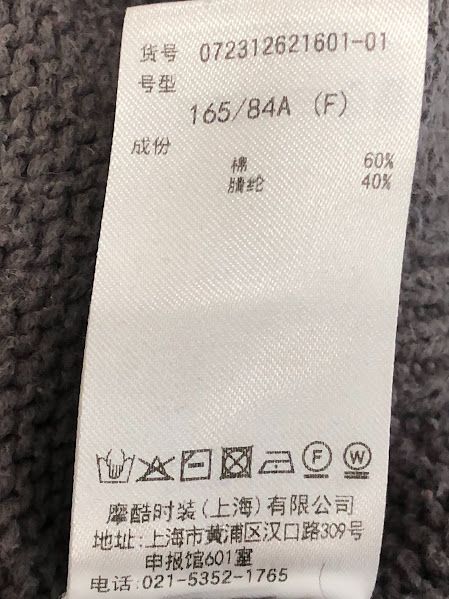 货号 072312621601-01
号型
165/84A (F)
成份
棉 60%
腈纶 40%
F W
摩酷时装(上海)有限公司
地址:上海市黄浦区汉口路309号
申报馆601室
电话:021-5352-1765